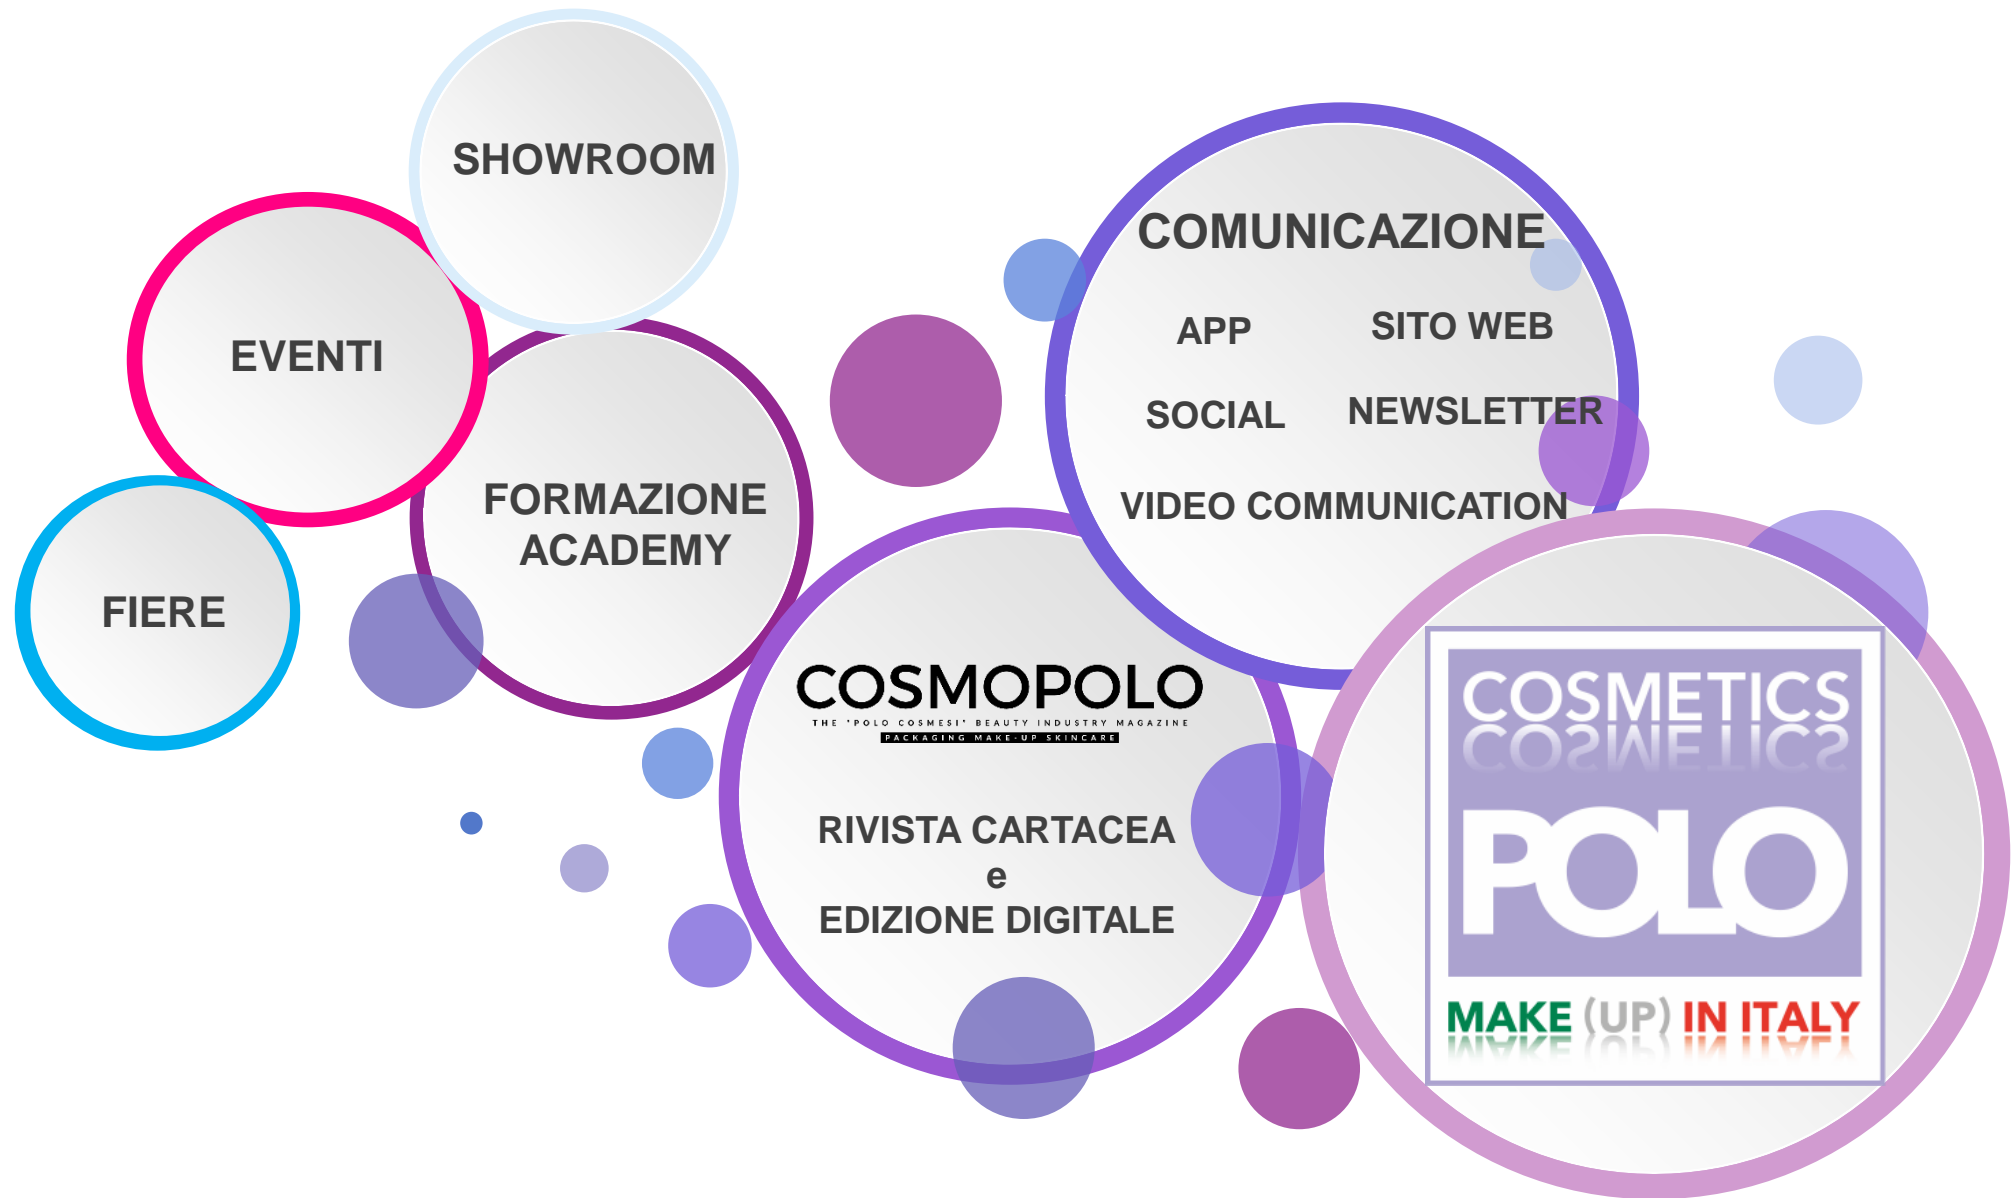 SHOWROOM
EVENTI
FIERE
FORMAZIONE
ACADEMY
COMUNICAZIONE
APP
SITO WEB
SOCIAL
NEWSLETTER
VIDEO COMMUNICATION
COSMOPOLO
THE "POLO COSMESI" BEAUTY INDUSTRY MAGAZINE
PACKAGING MAKE-UP SKINCARE
RIVISTA CARTACEA
e
EDIZIONE DIGITALE
COSMETICS
POLO
MAKE (UP) IN ITALY